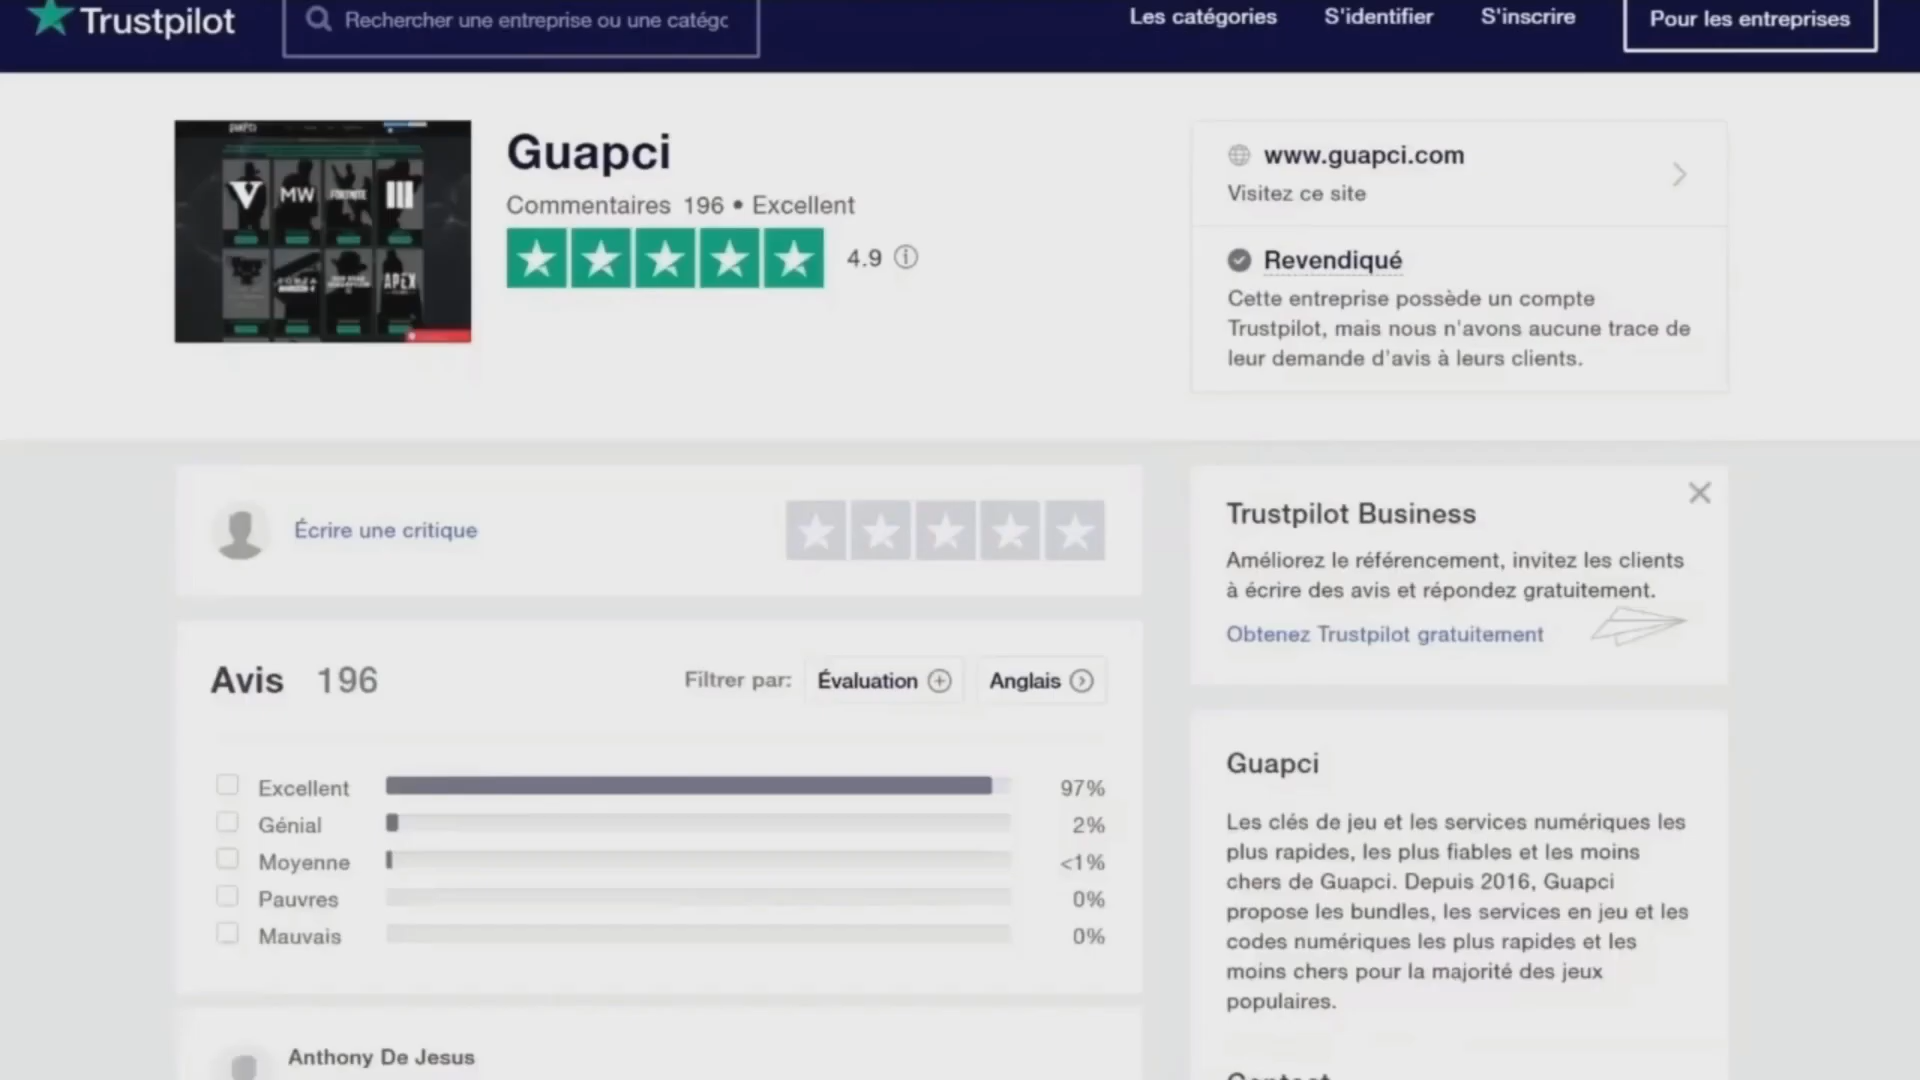 Trustpilot
Rechercher une entreprise ou une catégc
Les catégories
S'identifier
S'inscrire
Pour les entreprises
V
MW
FORTNITE
APEX
Guapci
Commentaires 196 • Excellent
4.9
www.guapci.com
Visitez ce site
Revendiqué
Cette entreprise possède un compte
Trustpilot, mais nous n'avons aucune trace de
leur demande d'avis à leurs clients.
Écrire une critique
Trustpilot Business
Améliorez le référencement, invitez les clients
à écrire des avis et répondez gratuitement.
Obtenez Trustpilot gratuitement
Avis 196
Filtrer par:
Évaluation
Anglais
Excellent 97%
Génial 2%
Moyenne <1%
Pauvres 0%
Mauvais 0%
Guapci
Les clés de jeu et les services numériques les
plus rapides, les plus fiables et les moins
chers de Guapci. Depuis 2016, Guapci
propose les bundles, les services en jeu et les
codes numériques les plus rapides et les
moins chers pour la majorité des jeux
populaires.
Anthony De Jesus